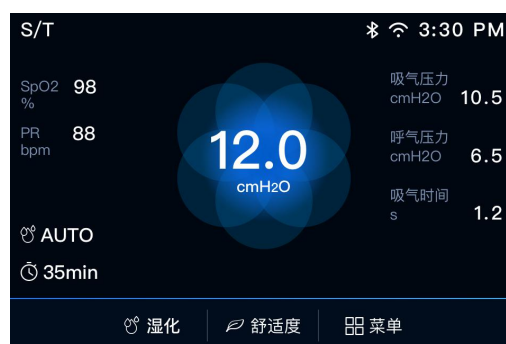 S/T
3:30 PM
SpO2 98
%
PR 88
bpm
12.0
cmH2O
吸气压力
cmH2O 10.5
呼气压力
cmH2O 6.5
吸气时间
s 1.2
AUTO
35min
湿化 舒适度 菜单